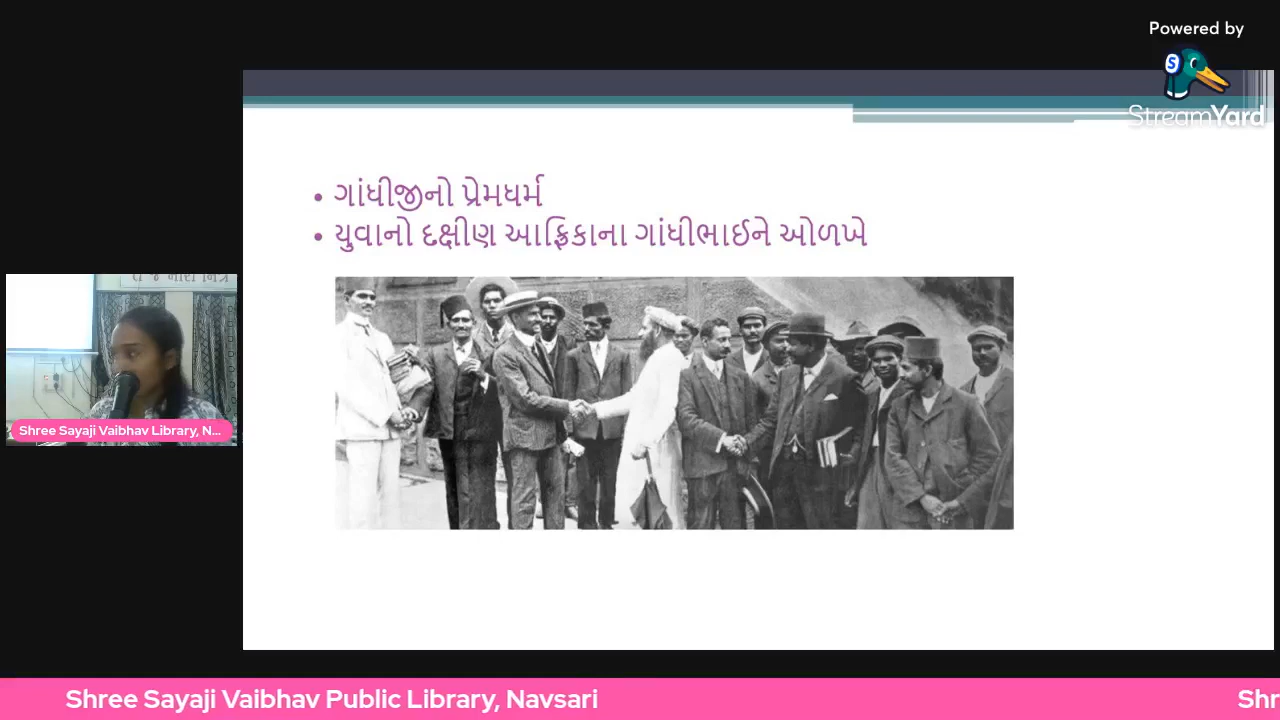 Powered by
S
StreamYard
ગાંધીજીનો પ્રેમધર્મ
યુવાનો દક્ષીણ આફ્રિકાના ગાંધીભાઈને ઓળખે
Shree Sayaji Vaibhav Library, N...
Shree Sayaji Vaibhav Public Library, Navsari
Shr